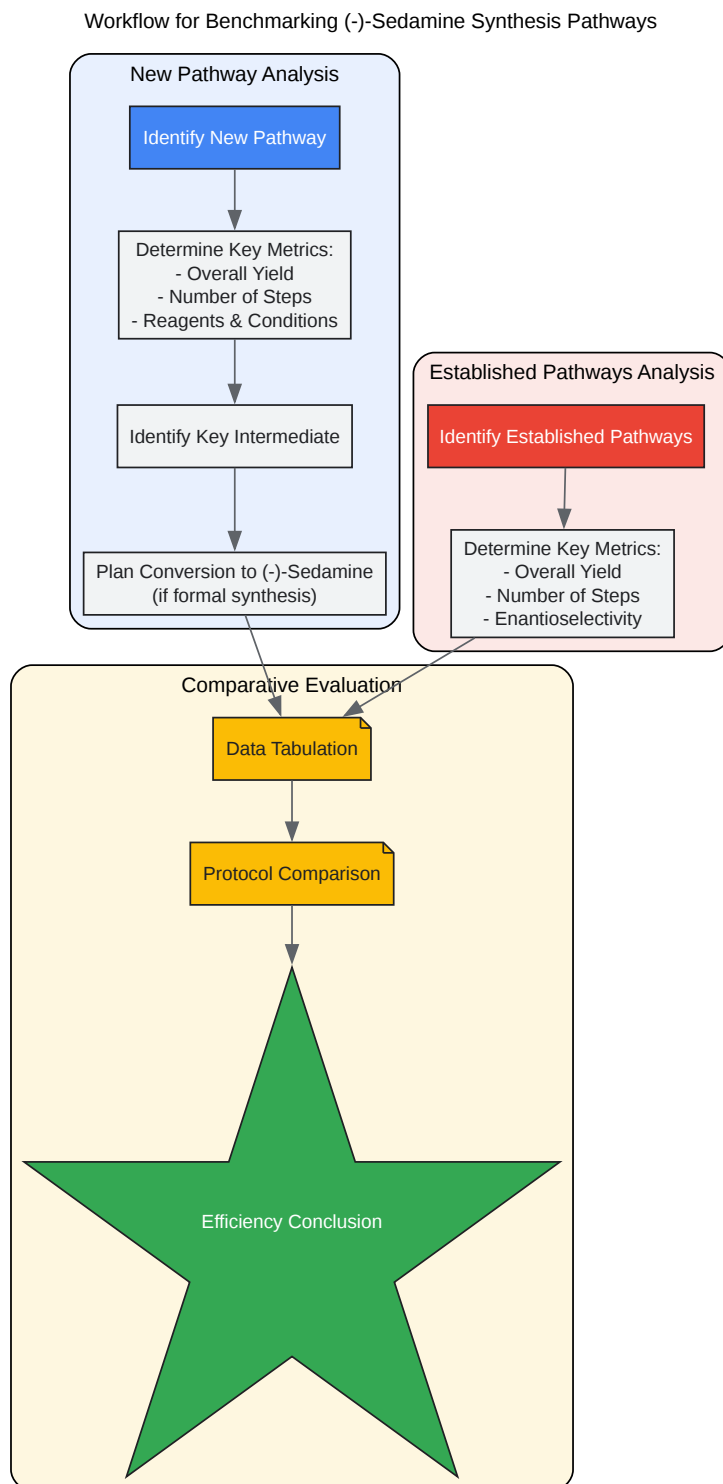 Workflow for Benchmarking (-)-Sedamine Synthesis Pathways
New Pathway Analysis
Identify New Pathway
Determine Key Metrics:
- Overall Yield
- Number of Steps
- Reagents & Conditions
Identify Key Intermediate
Plan Conversion to (-)-Sedamine
(if formal synthesis)
Established Pathways Analysis
Identify Established Pathways
Determine Key Metrics:
- Overall Yield
- Number of Steps
- Enantioselectivity
Comparative Evaluation
Data Tabulation
Protocol Comparison
Efficiency Conclusion